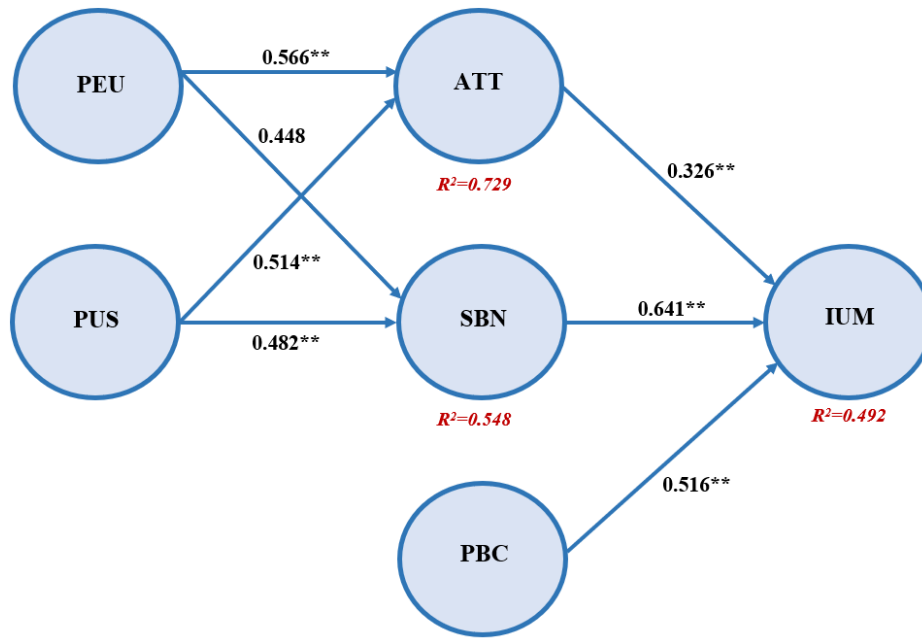 PEU
0.566**
ATT
0.448
R²=0.729
0.326**
PUS
0.514**
0.482**
SBN
0.641**
IUM
R²=0.548
R²=0.492
0.516**
PBC